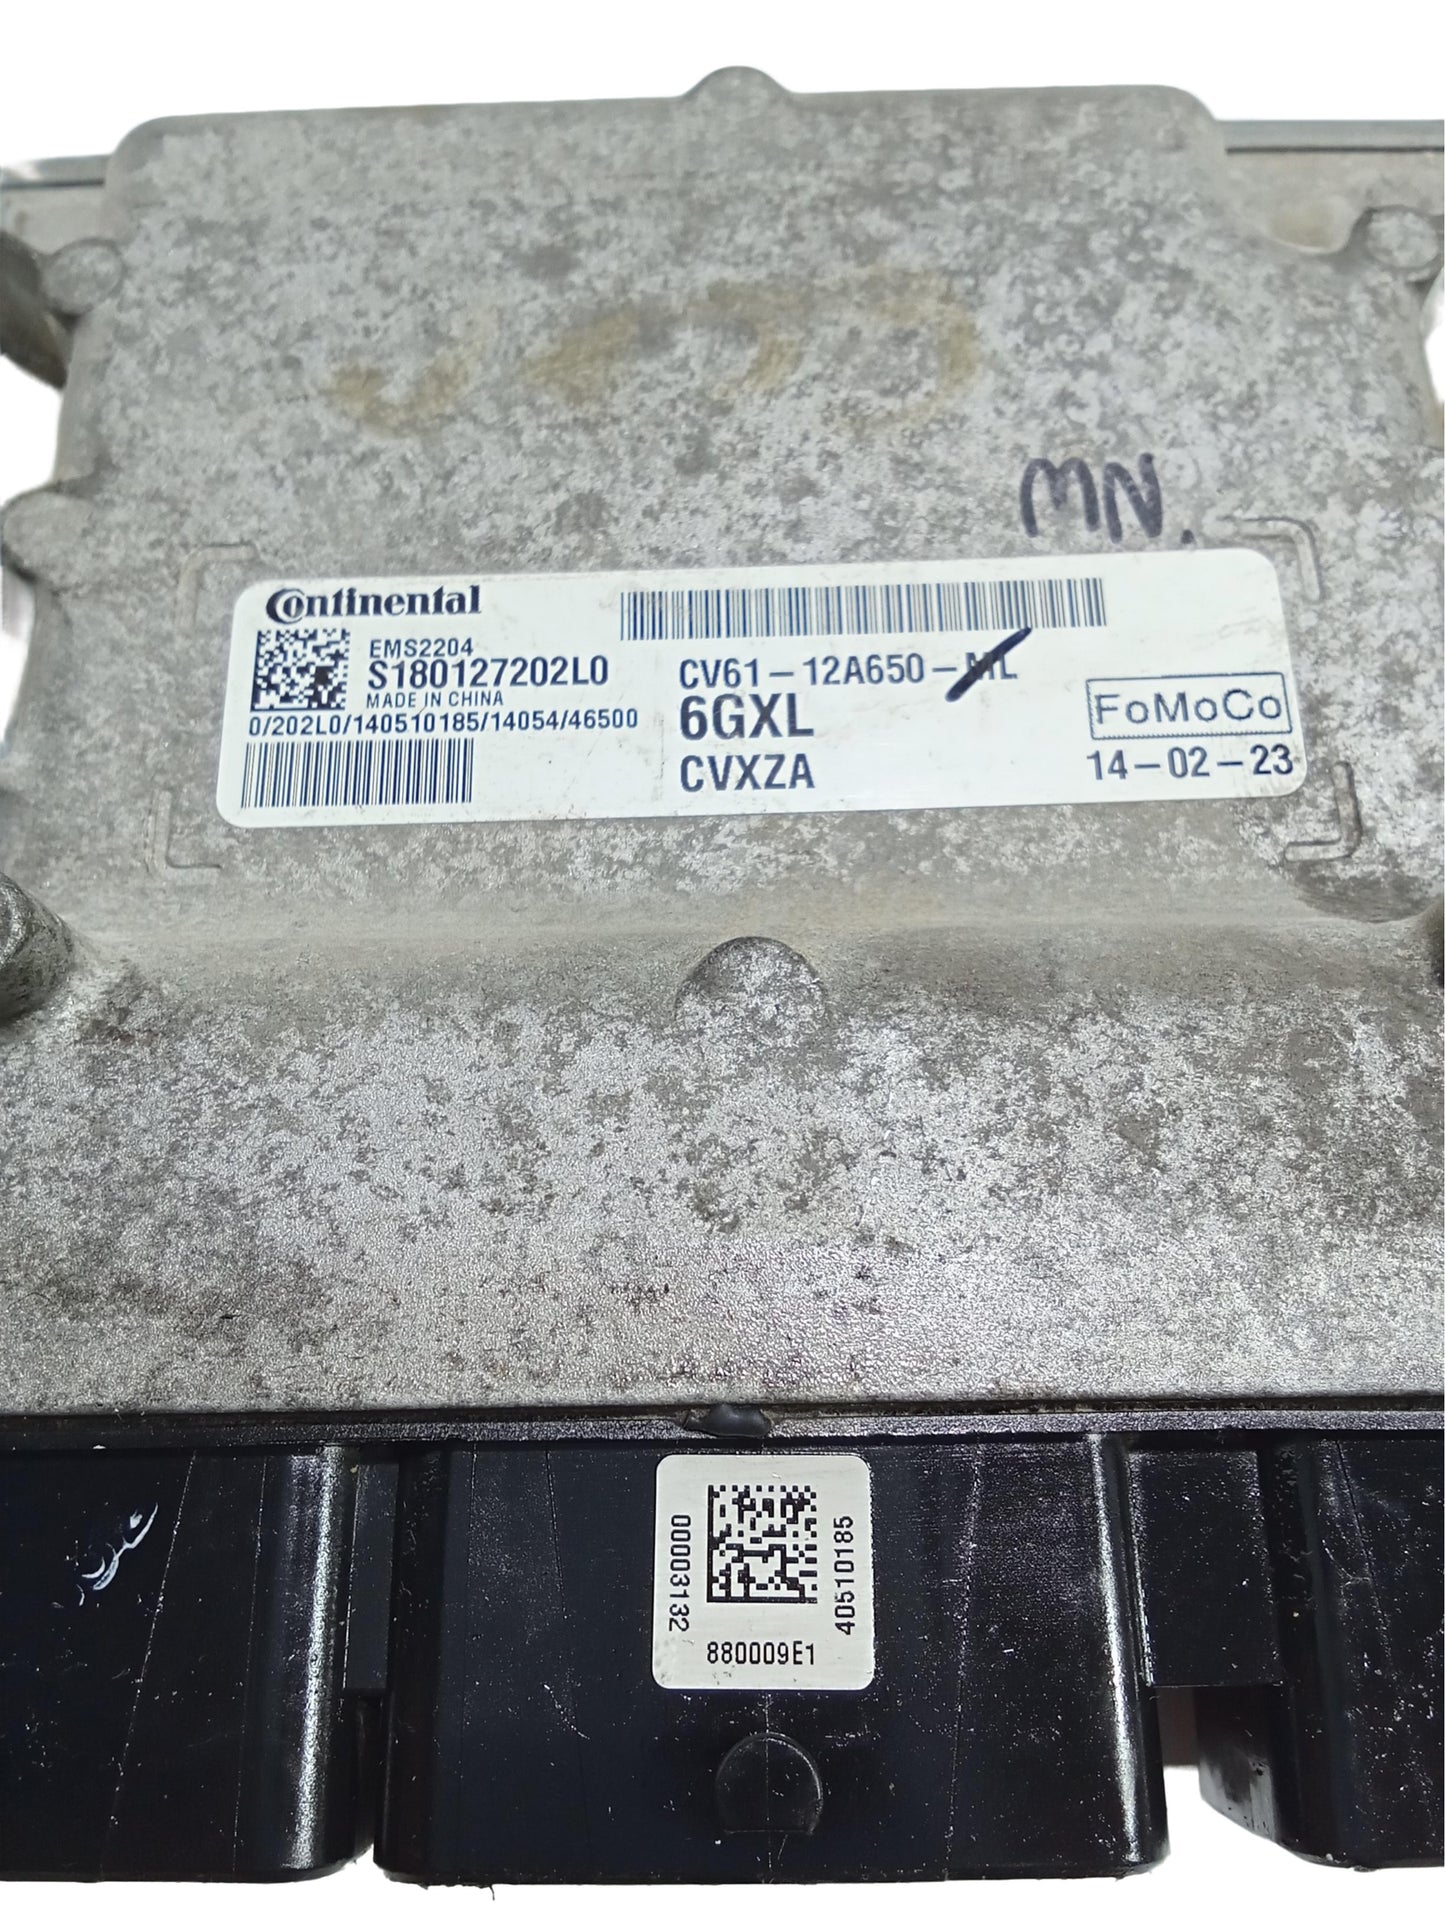 MN.
Continental
EMS2204
S180127202L0
MADE IN CHINA
0/202L0/140510185/14054/46500
CV61-12A650-ML
6GXL
CVXZA
FoMoCo
14-02-23
00003132
40510185
880009E1